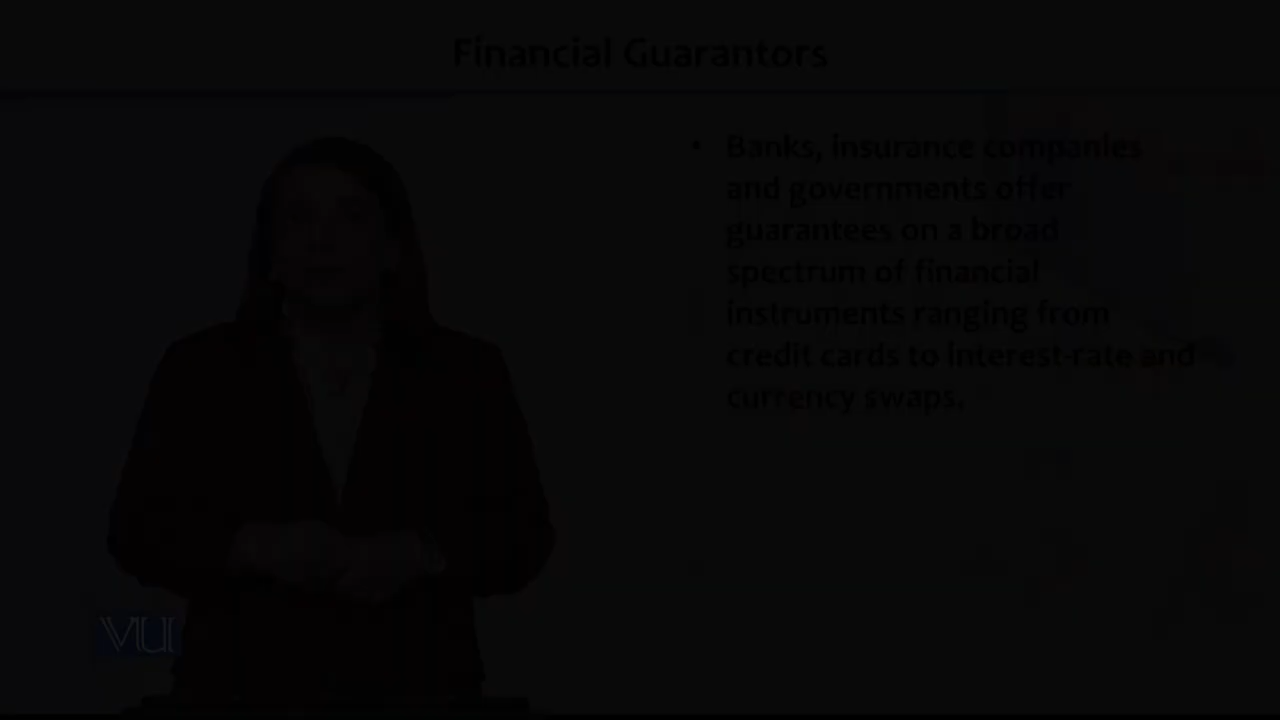 Financial Guarantors
• Banks, insurance companies
and governments offer
guarantees on a broad
spectrum of financial
instruments ranging from
credit cards to interest-rate and
currency swaps.
VU